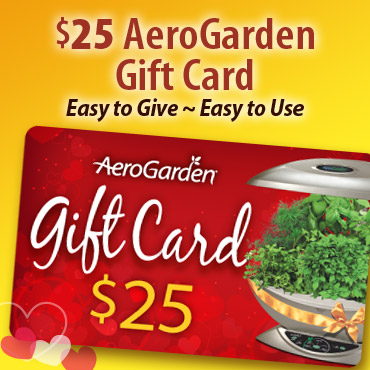 $25 AeroGarden
Gift Card
Easy to Give ~ Easy to Use
AeroGarden
Gift Card
$25